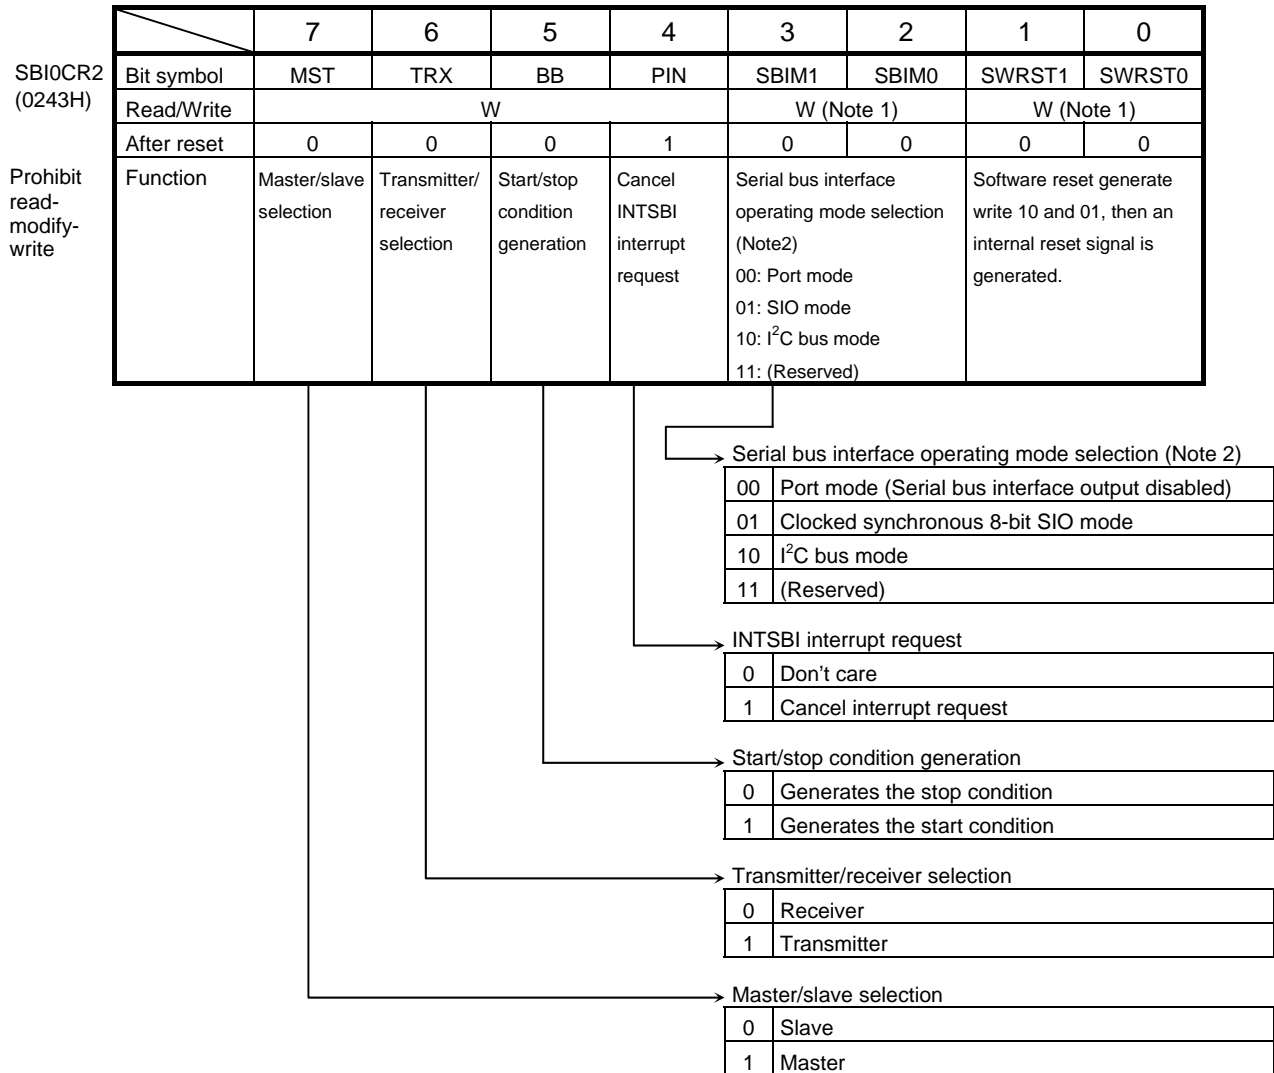 7 6 5 4 3 2 1 0
SBI0CR2
(0243H)
Bit symbol MST TRX BB PIN SBIM1 SBIM0 SWRST1 SWRST0
Read/Write W W (Note 1) W (Note 1)
After reset 0 0 0 1 0 0 0 0
Prohibit
read-
modify-
write
Function
Master/slave
selection
Transmitter/
receiver
selection
Start/stop
condition
generation
Cancel
INTSBI
interrupt
request
Serial bus interface
operating mode selection
(Note2)
00: Port mode
01: SIO mode
10: I²C bus mode
11: (Reserved)
Software reset generate
write 10 and 01, then an
internal reset signal is
generated.
Serial bus interface operating mode selection (Note 2)
00 Port mode (Serial bus interface output disabled)
01 Clocked synchronous 8-bit SIO mode
10 I²C bus mode
11 (Reserved)
INTSBI interrupt request
0 Don't care
1 Cancel interrupt request
Start/stop condition generation
0 Generates the stop condition
1 Generates the start condition
Transmitter/receiver selection
0 Receiver
1 Transmitter
Master/slave selection
0 Slave
1 Master